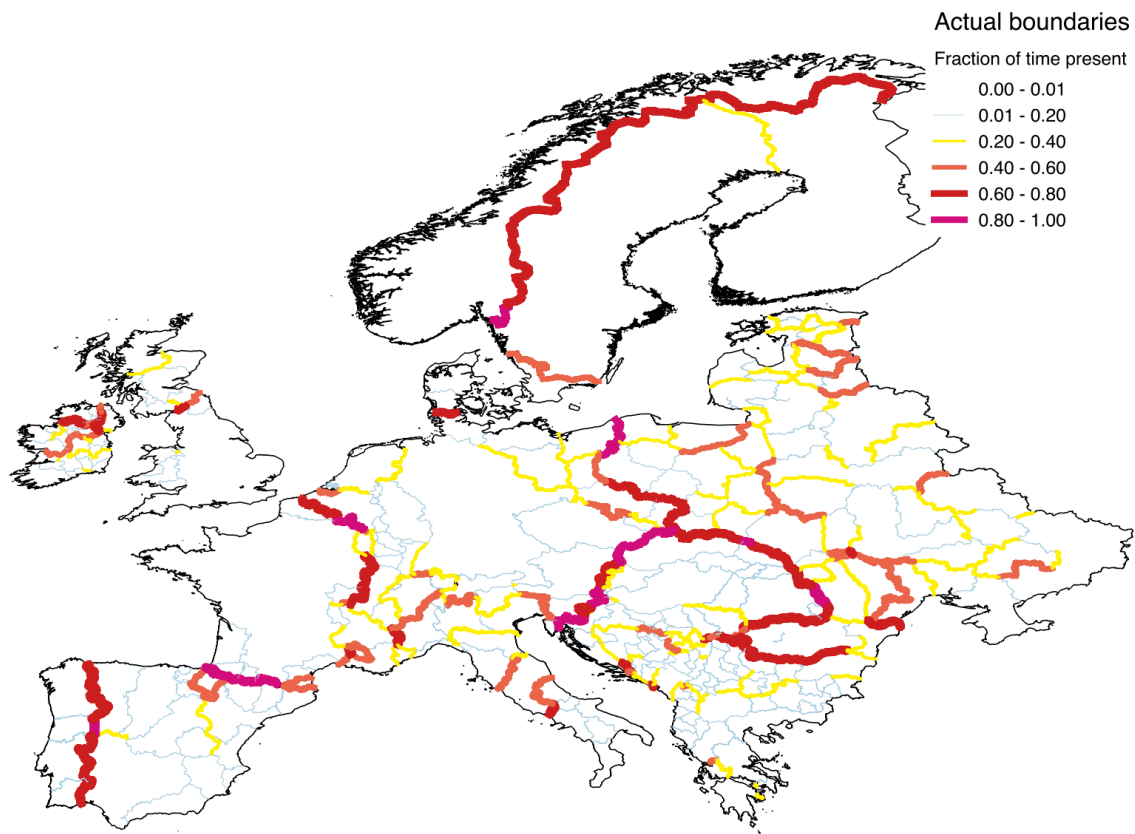 Actual boundaries
Fraction of time present
0.00 - 0.01
0.01 - 0.20
0.20 - 0.40
0.40 - 0.60
0.60 - 0.80
0.80 - 1.00